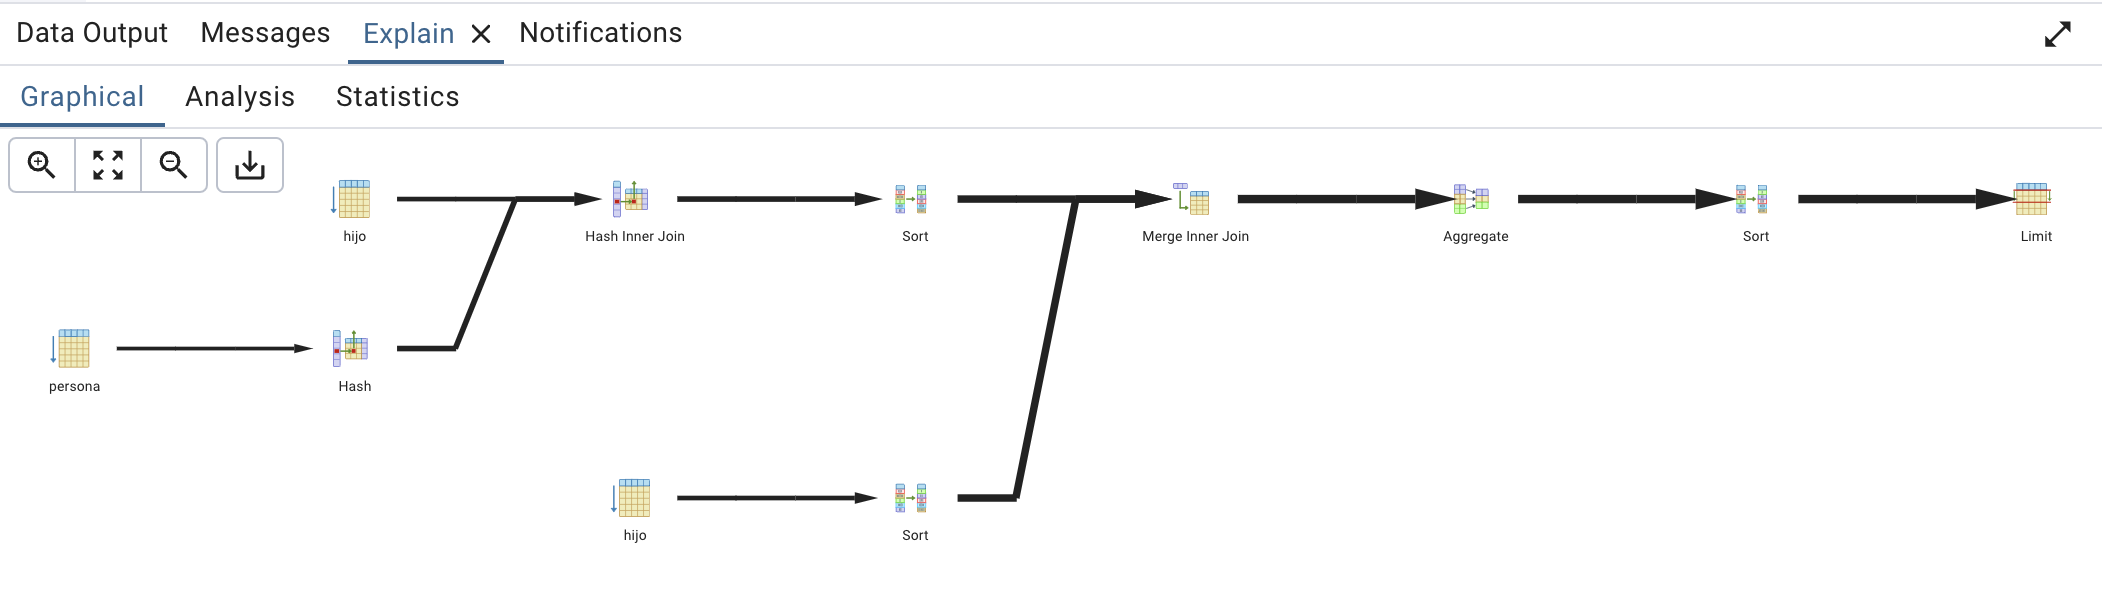 Data Output Messages Explain Notifications
Graphical Analysis Statistics
hijo Hash Inner Join Sort Merge Inner Join Aggregate Sort Limit
persona Hash
hijo Sort